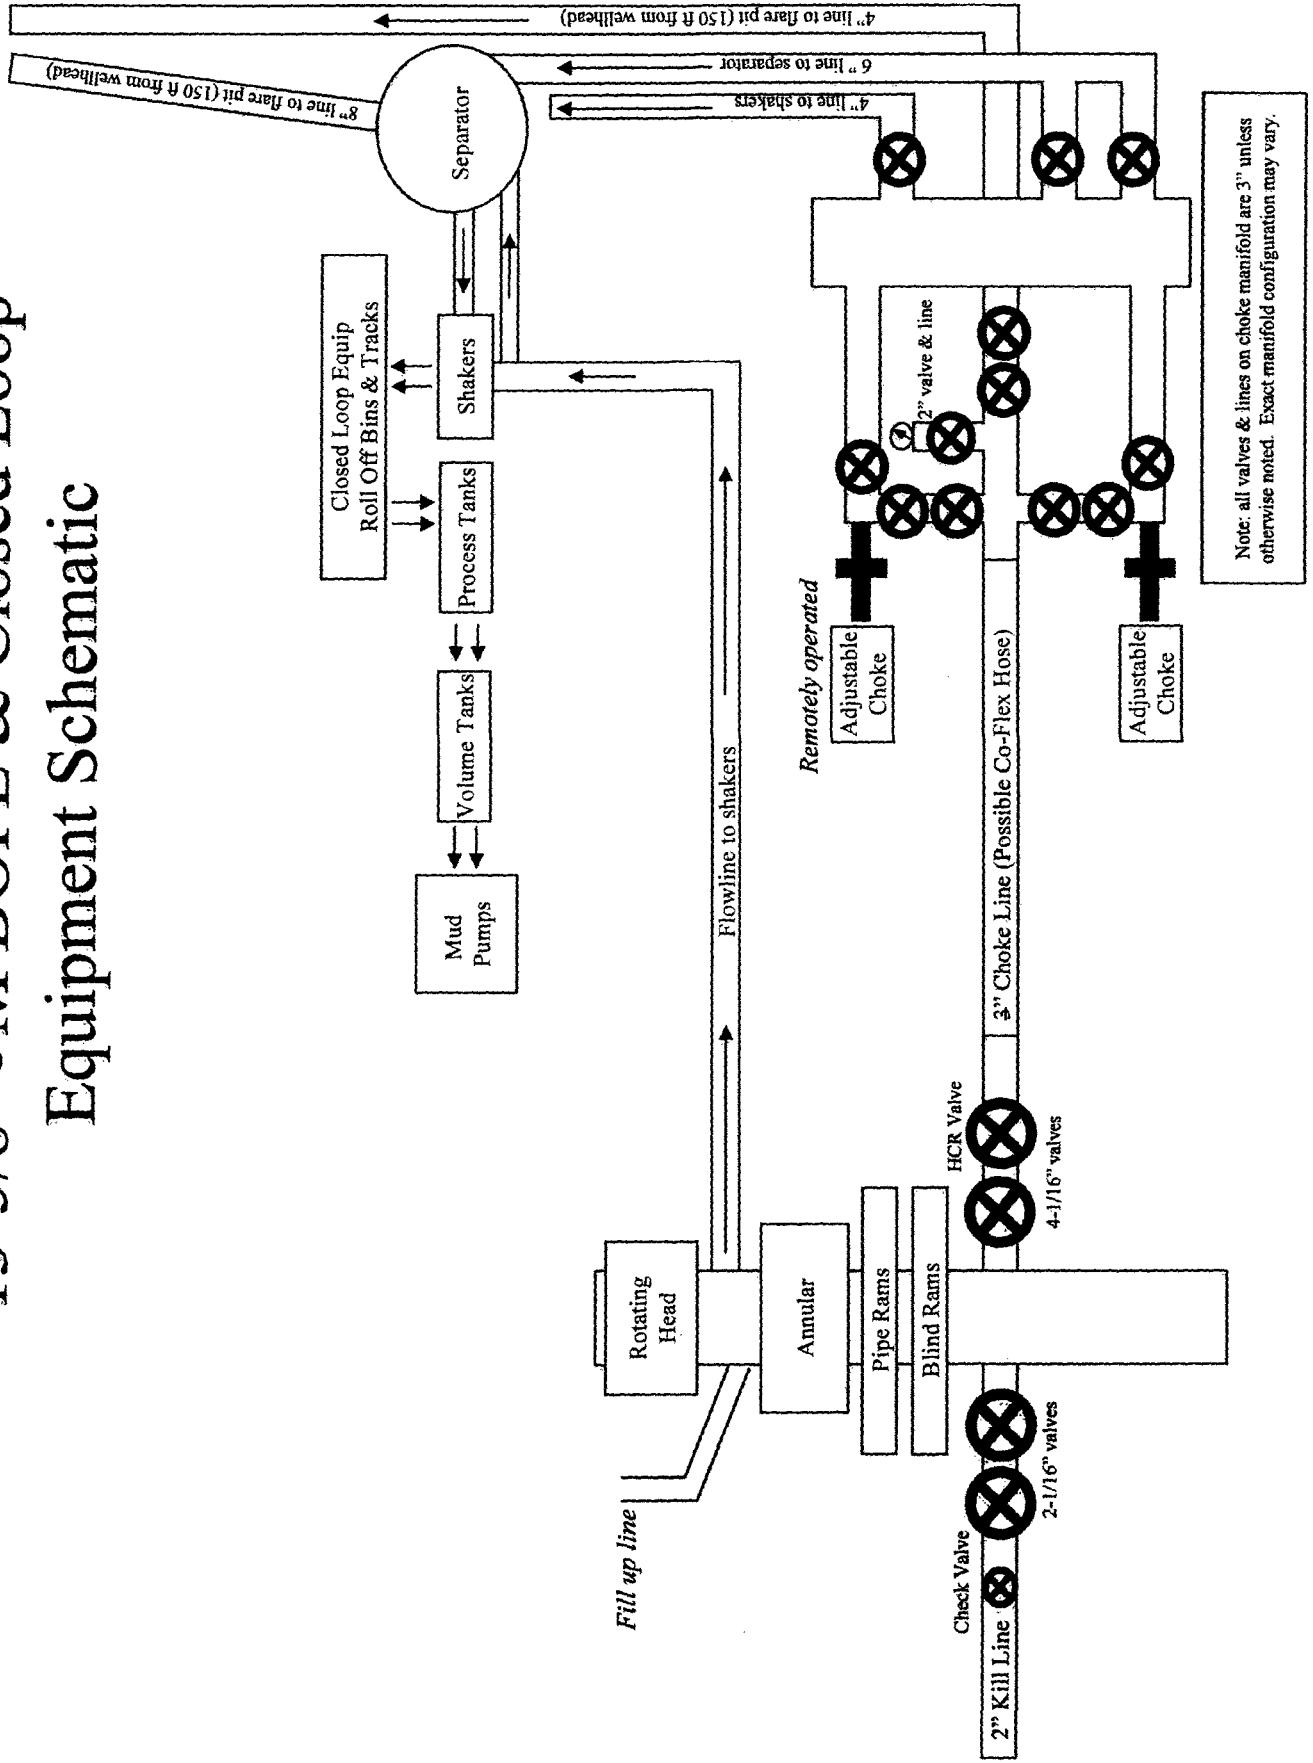 & Closed Loop
Equipment Schematic
Fill up line
Rotating
Head
Annular
Pipe Rams
Blind Rams
Check Valve
2” Kill Line
2-1/16” valves
HCR Valve
4-1/16” valves
3” Choke Line (Possible Co-Flex Hose)
Flowline to shakers
Mud
Pumps
Volume Tanks
Process Tanks
Closed Loop Equip
Roll Off Bins & Tracks
Shakers
Separator
8” line to flare pit (150 ft from wellhead)
4” line to flare pit (150 ft from wellhead)
6” line to separator
4” line to shakers
Remotely operated
Adjustable
Choke
Adjustable
Choke
2” valve & line
Note: all valves & lines on choke manifold are 3” unless
otherwise noted.  Exact manifold configuration may vary.